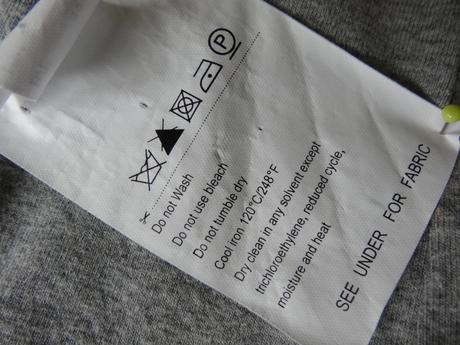 P
Do not Wash
Do not use bleach
Do not tumble dry
Cool iron 120°C/248°F
Dry clean in any solvent except
trichloroethylene, reduced cycle,
moisture and heat
SEE UNDER FOR FABRIC